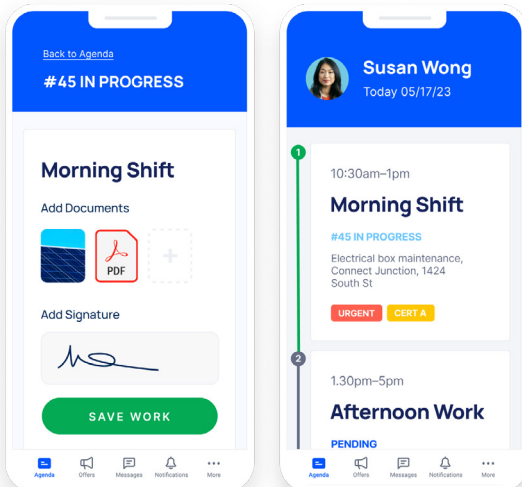 Back to Agenda
#45 IN PROGRESS
Morning Shift
Add Documents
PDF
Add Signature
SAVE WORK
Agenda
Offers
Messages
Notifications
More
Susan Wong
Today 05/17/23
1
10:30am–1pm
Morning Shift
#45 IN PROGRESS
Electrical box maintenance,
Connect Junction, 1424
South St
URGENT
CERT A
2
1.30pm–5pm
Afternoon Work
PENDING
Agenda
Offers
Messages
Notifications
More